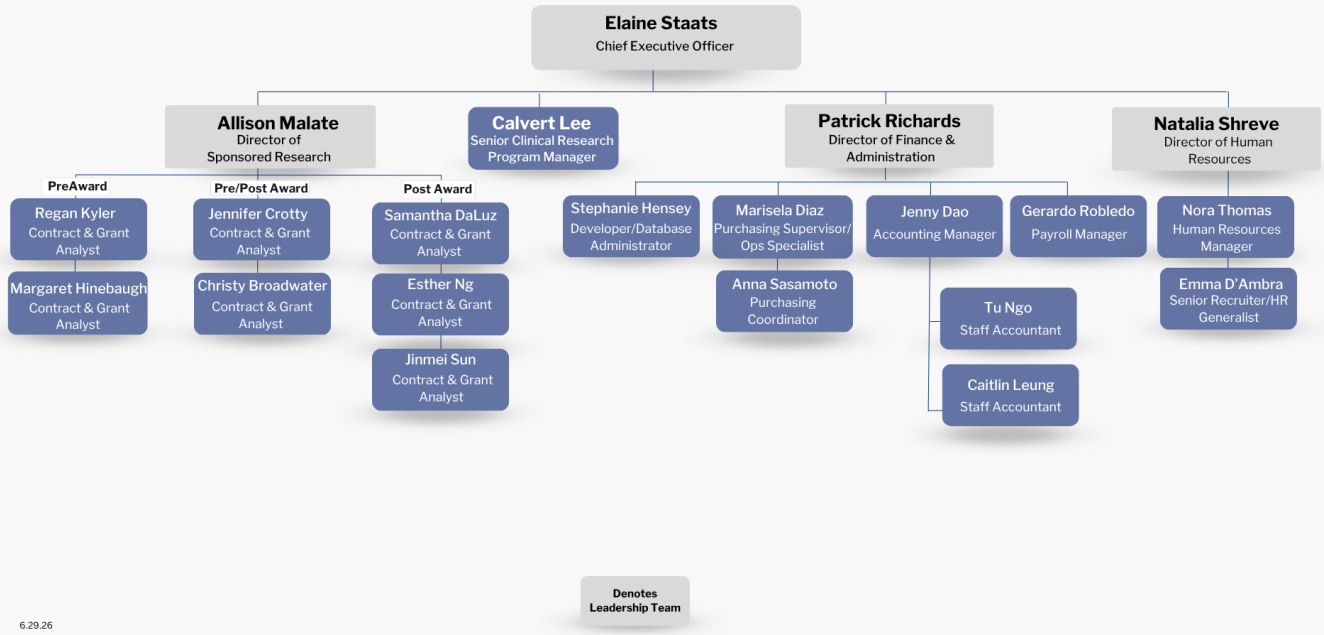 Elaine Staats
Chief Executive Officer
Allison Malate
Director of
Sponsored Research
Calvert Lee
Senior Clinical Research
Program Manager
Patrick Richards
Director of Finance &
Administration
Natalia Shreve
Director of Human
Resources
PreAward
Regan Kyler
Contract & Grant
Analyst
Margaret Hinebaugh
Contract & Grant
Analyst
Pre/Post Award
Jennifer Crotty
Contract & Grant
Analyst
Christy Broadwater
Contract & Grant
Analyst
Post Award
Samantha DaLuz
Contract & Grant
Analyst
Esther Ng
Contract & Grant
Analyst
Jinmei Sun
Contract & Grant
Analyst
Stephanie Hensey
Developer/Database
Administrator
Marisela Diaz
Purchasing Supervisor/
Ops Specialist
Anna Sasamoto
Purchasing
Coordinator
Jenny Dao
Accounting Manager
Tu Ngo
Staff Accountant
Caitlin Leung
Staff Accountant
Gerardo Robledo
Payroll Manager
Nora Thomas
Human Resources
Manager
Emma D'Ambra
Senior Recruiter/HR
Generalist
Denotes
Leadership Team
6.29.26